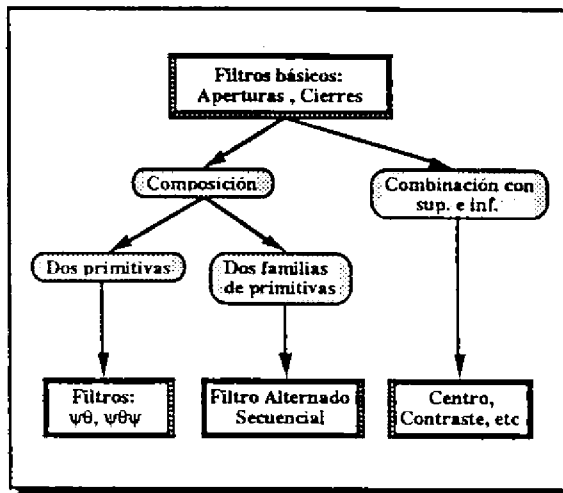 Filtros básicos:
Aperturas , Cierres
Composición
Combinación con
sup. e inf.
Dos primitivas
Dos familias
de primitivas
Filtros:
ψθ, ψθψ
Filtro Alternado
Secuencial
Centro,
Contraste, etc